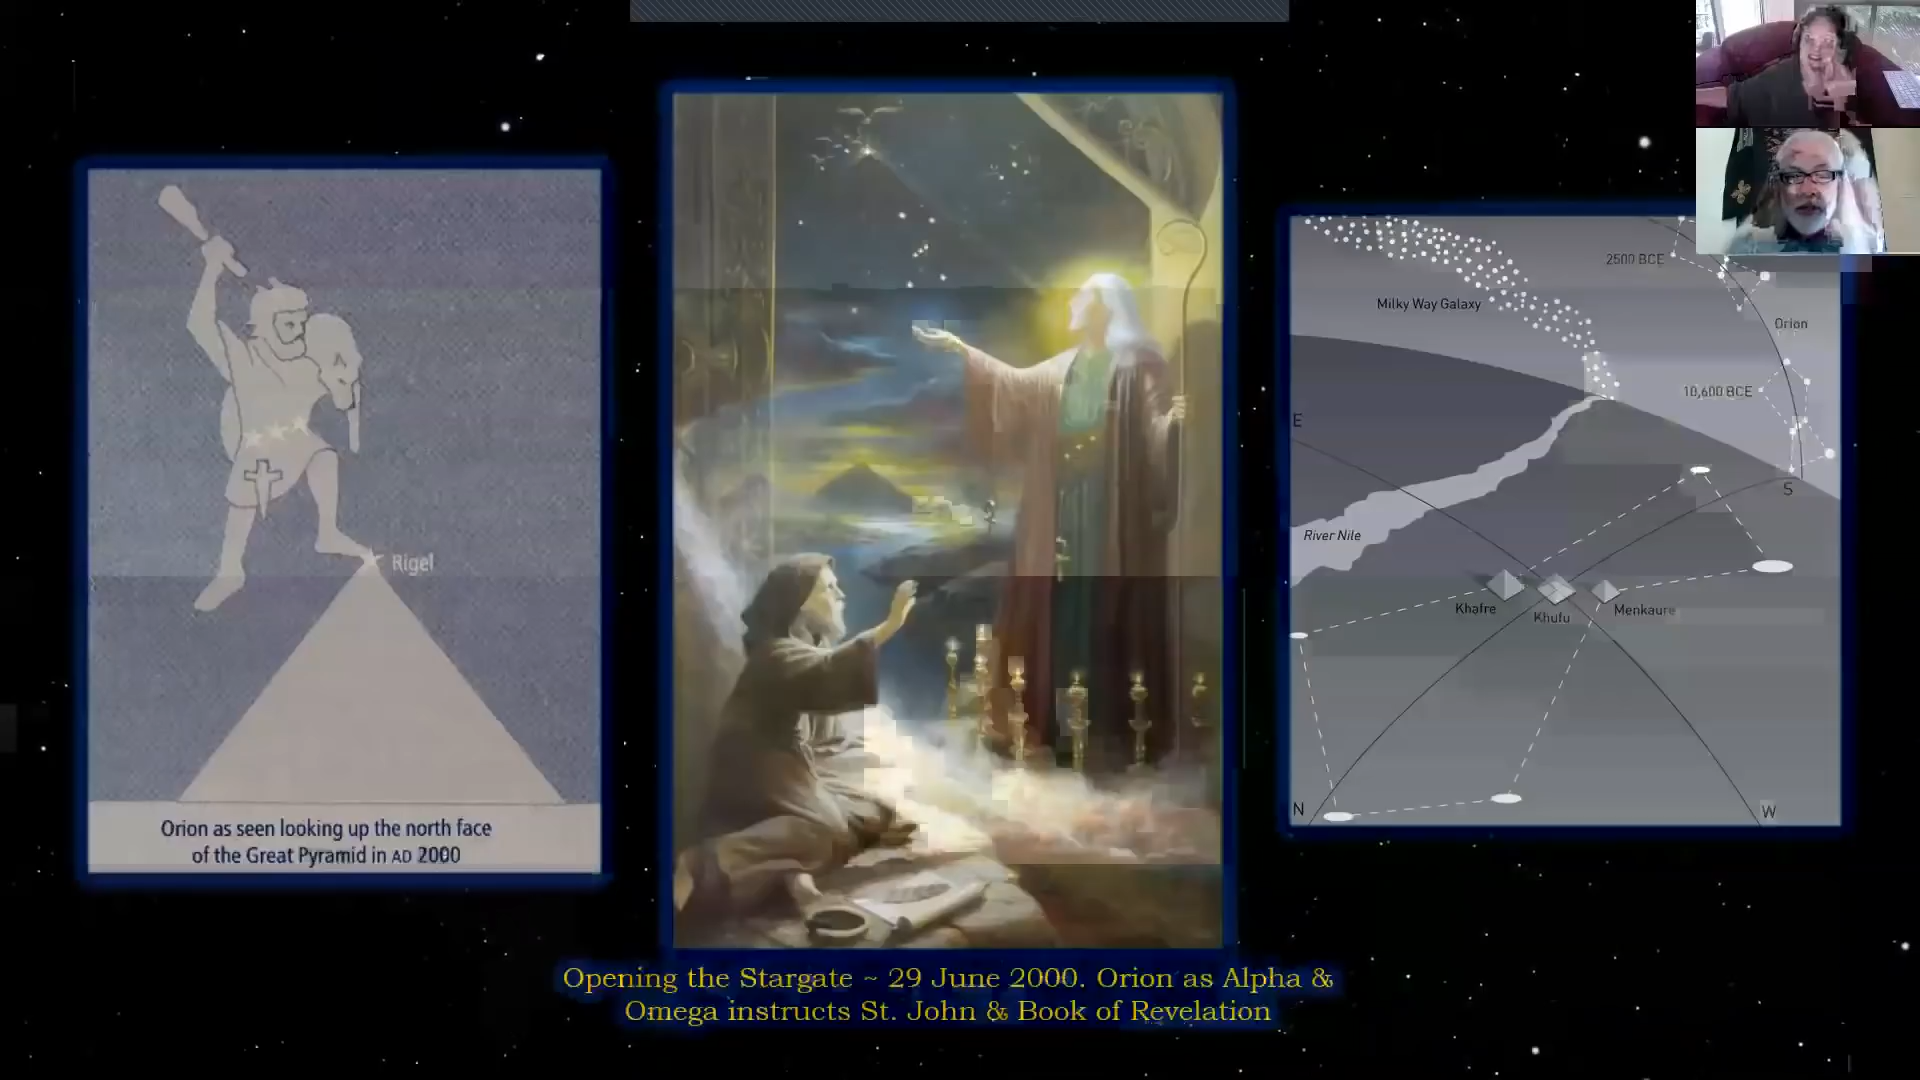 Rigel
Orion as seen looking up the north face
of the Great Pyramid in AD 2000
Opening the Stargate ~ 29 June 2000. Orion as Alpha &
Omega instructs St. John & Book of Revelation
2500 BCE
Milky Way Galaxy
Orion
10,600 BCE
E
S
River Nile
Khafre
Khufu
Menkaure
N
W